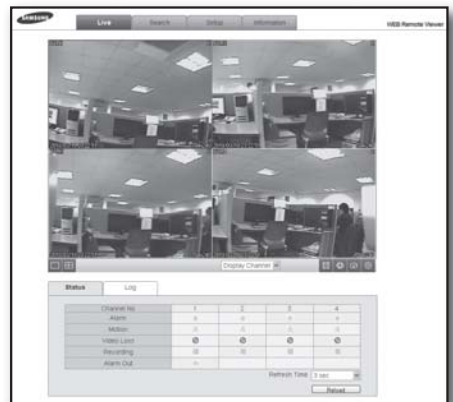 SAMSUNG
Live Search Setup Information
WEB Remote Viewer
Display Channel
Status Log
Channel No 1 2 3 4
Alarm
Motion
Video Loss
Recording
Alarm Out
Refresh Time 5 sec
Reload